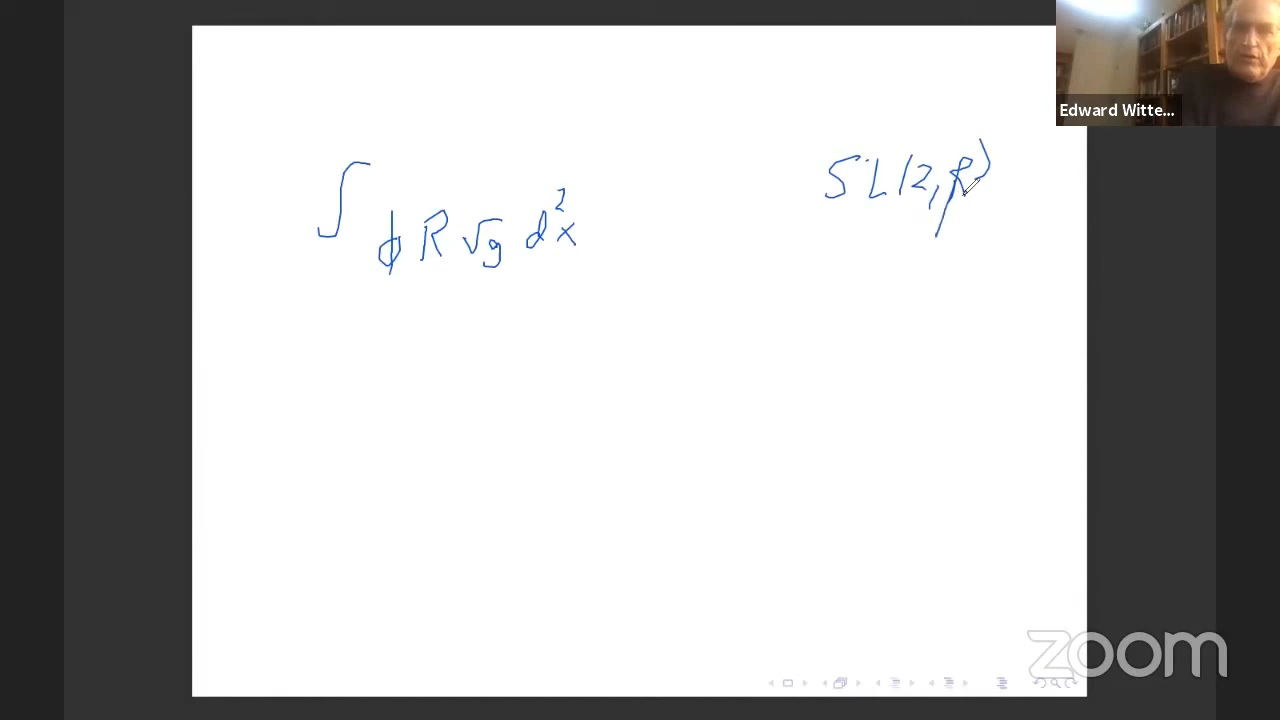 Edward Witte...
SL(2,R)
∫ϕ R √g d²x
zoom